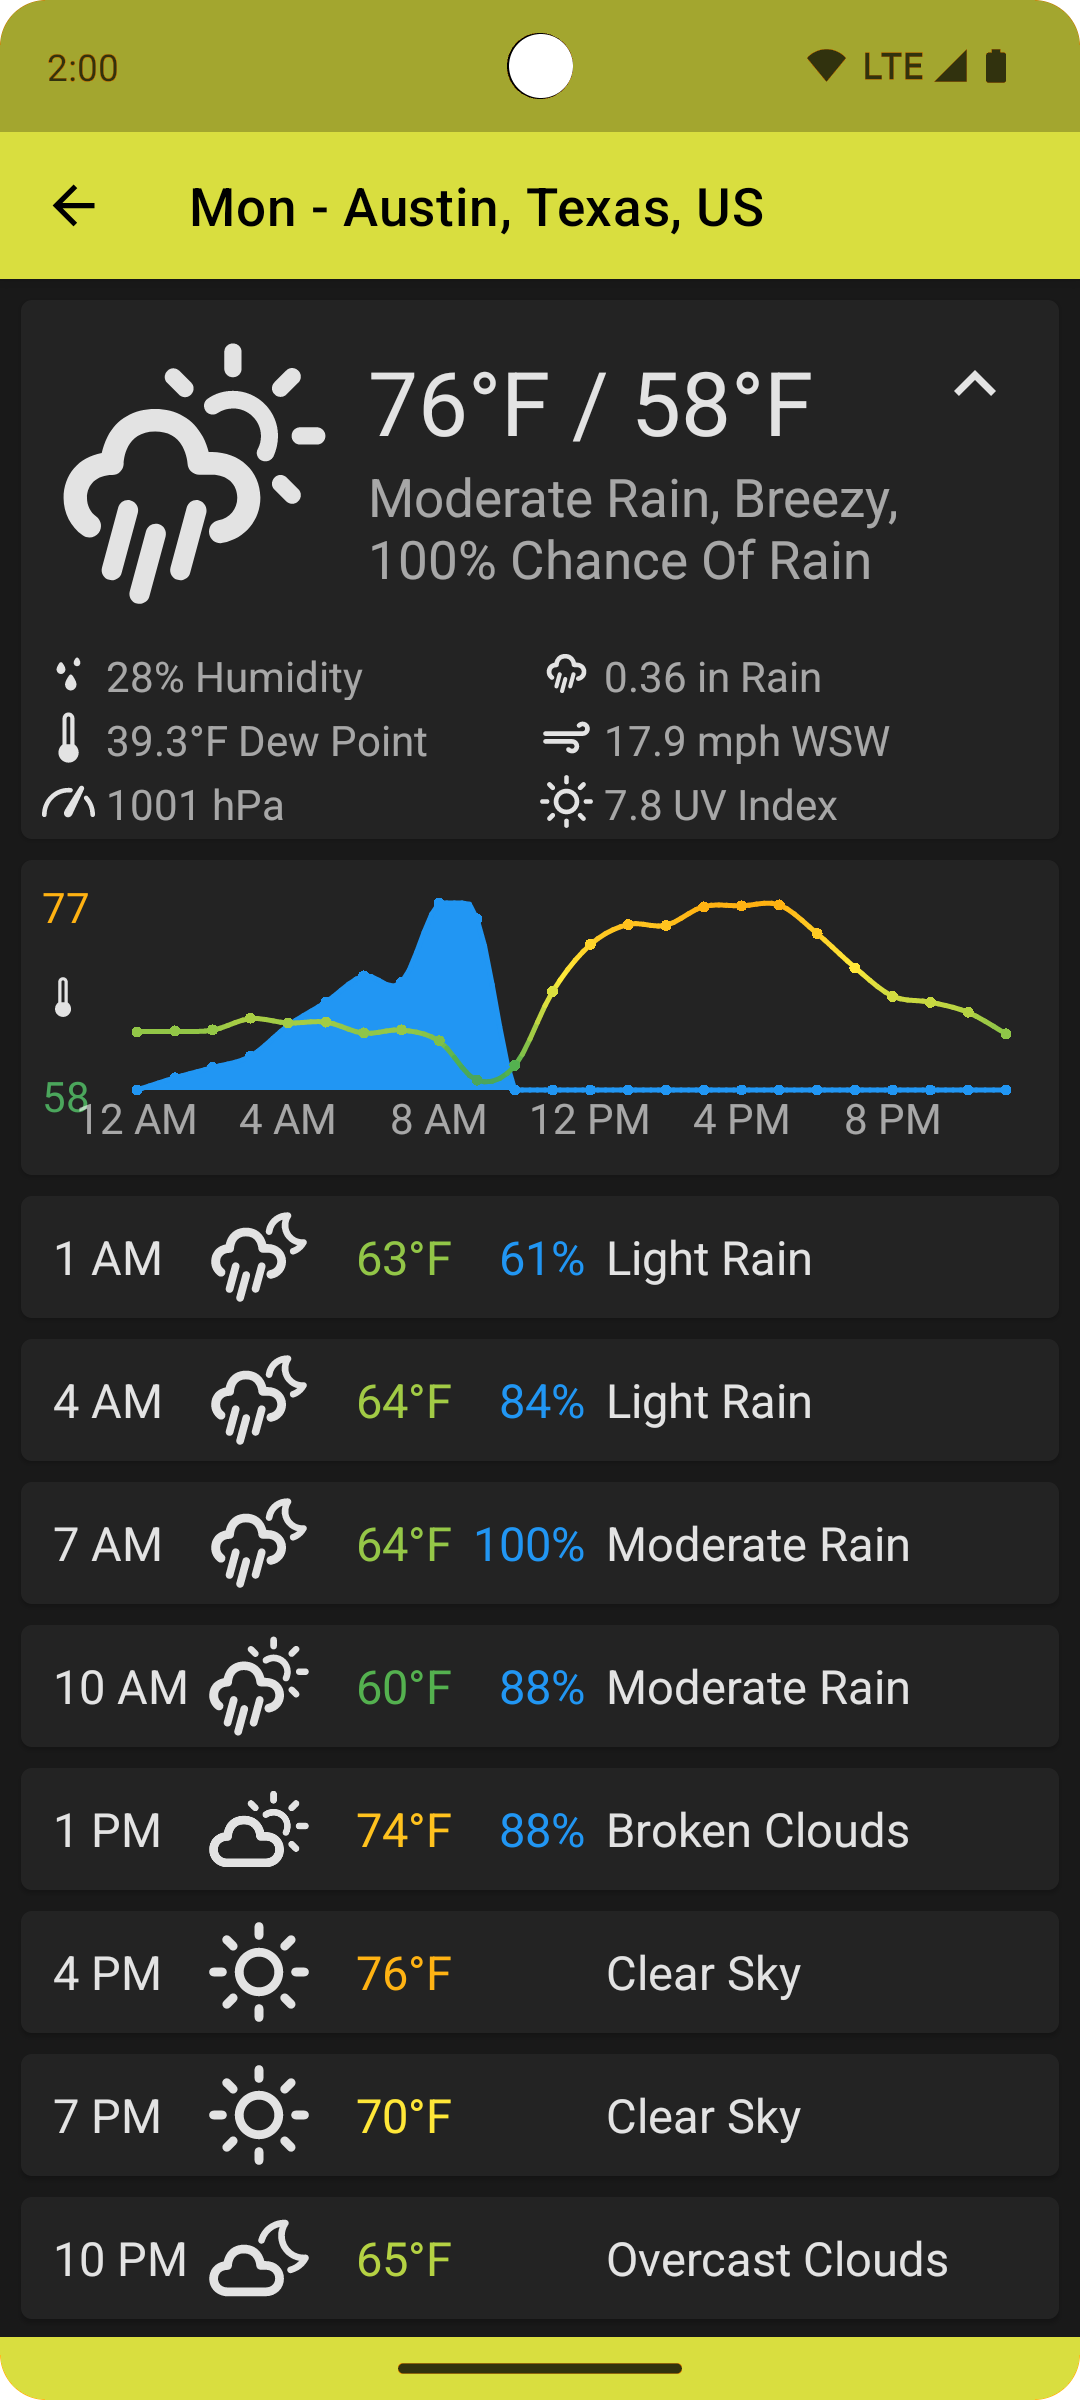 2:00
LTE
Mon - Austin, Texas, US
76°F / 58°F
Moderate Rain, Breezy,
100% Chance Of Rain
28% Humidity
0.36 in Rain
39.3°F Dew Point
17.9 mph WSW
1001 hPa
7.8 UV Index
77
58
12 AM 4 AM 8 AM 12 PM 4 PM 8 PM
1 AM 63°F 61% Light Rain
4 AM 64°F 84% Light Rain
7 AM 64°F 100% Moderate Rain
10 AM 60°F 88% Moderate Rain
1 PM 74°F 88% Broken Clouds
4 PM 76°F Clear Sky
7 PM 70°F Clear Sky
10 PM 65°F Overcast Clouds